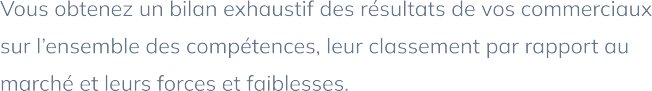 Vous obtenez un bilan exhaustif des résultats de vos commerciaux
sur l’ensemble des compétences, leur classement par rapport au
marché et leurs forces et faiblesses.